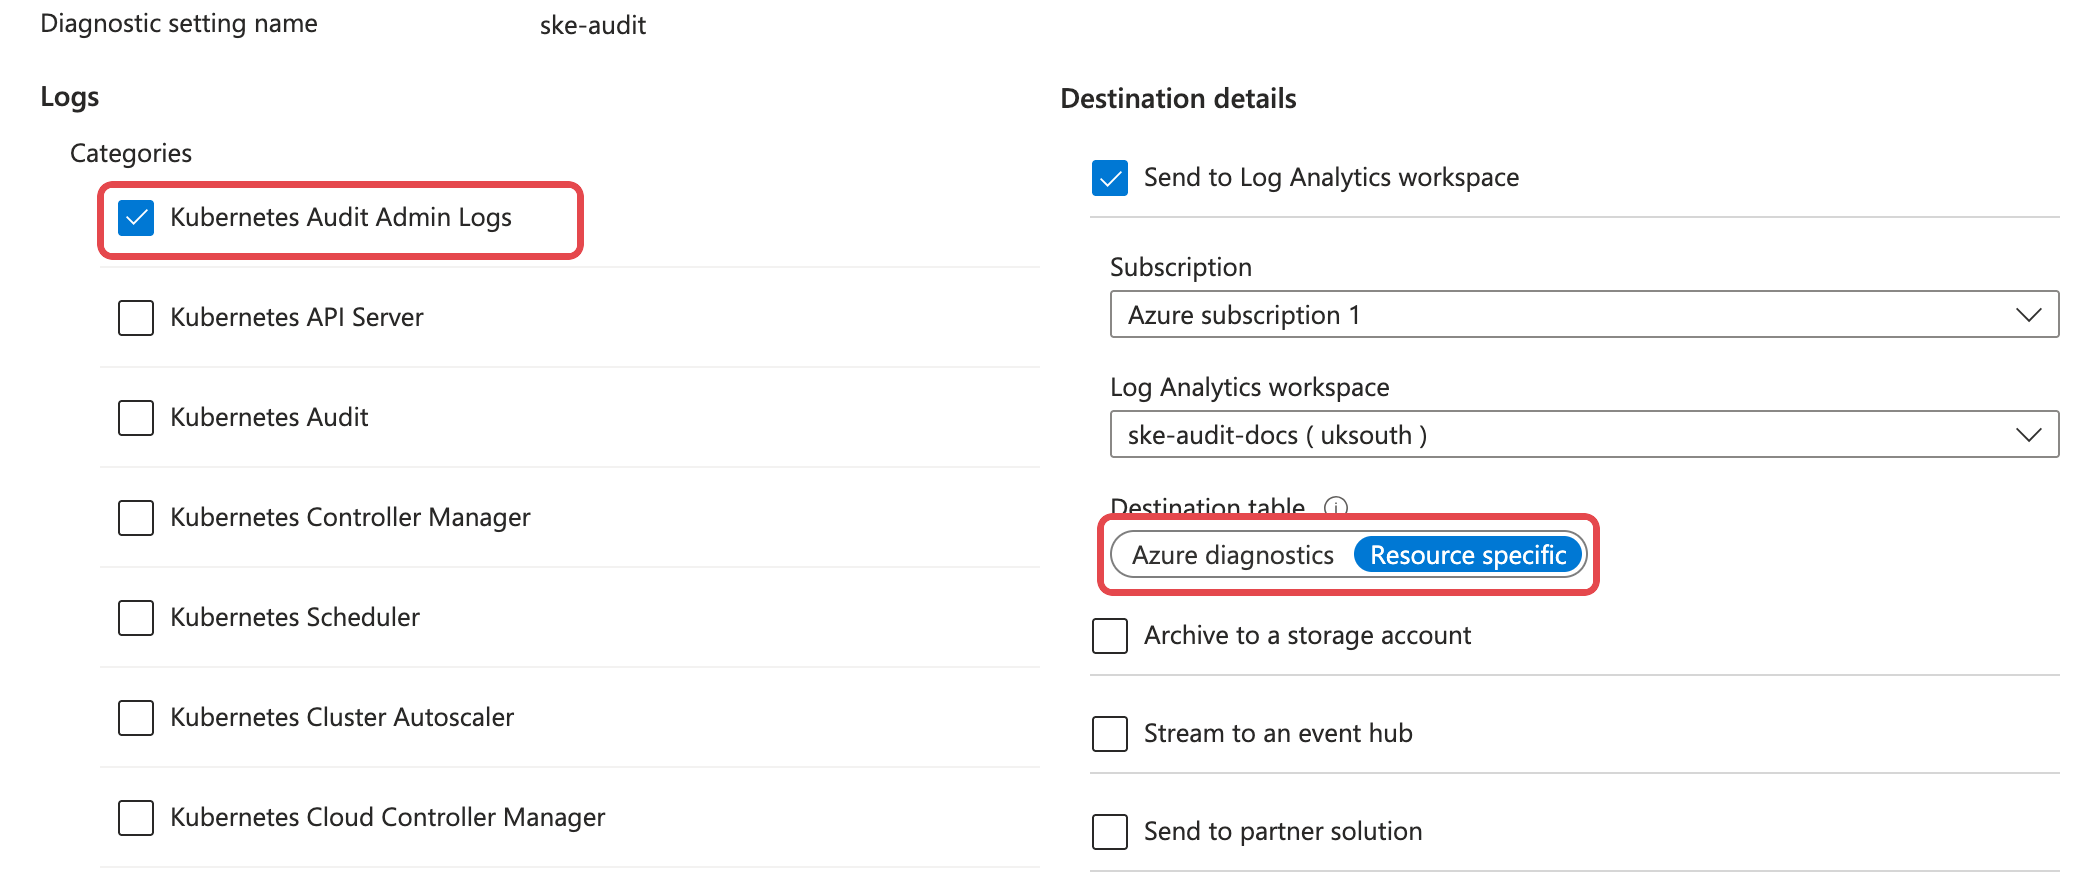 Diagnostic setting name
ske-audit
Logs
Categories
Kubernetes Audit Admin Logs
Kubernetes API Server
Kubernetes Audit
Kubernetes Controller Manager
Kubernetes Scheduler
Kubernetes Cluster Autoscaler
Kubernetes Cloud Controller Manager
Destination details
Send to Log Analytics workspace
Subscription
Azure subscription 1
Log Analytics workspace
ske-audit-docs ( uksouth )
Destination table
Azure diagnostics
Resource specific
Archive to a storage account
Stream to an event hub
Send to partner solution